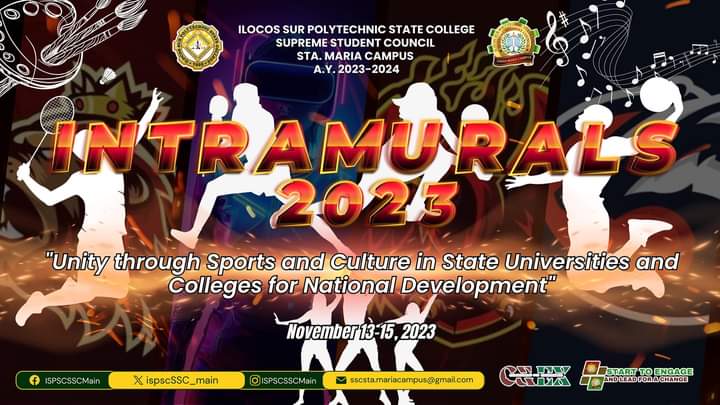 ILOCOS SUR POLYTECHNIC STATE COLLEGE
SUPREME STUDENT COUNCIL
STA. MARIA CAMPUS
A.Y. 2023-2024
INTRAMURALS
2023
"Unity through Sports and Culture in State Universities and
Colleges for National Development"
November 13-15, 2023
ISPSCSSCMain
ispscSSC_main
ISPSCSSCMain
sscsta.mariacampus@gmail.com
START TO ENGAGE
AND LEAD FOR A CHANGE